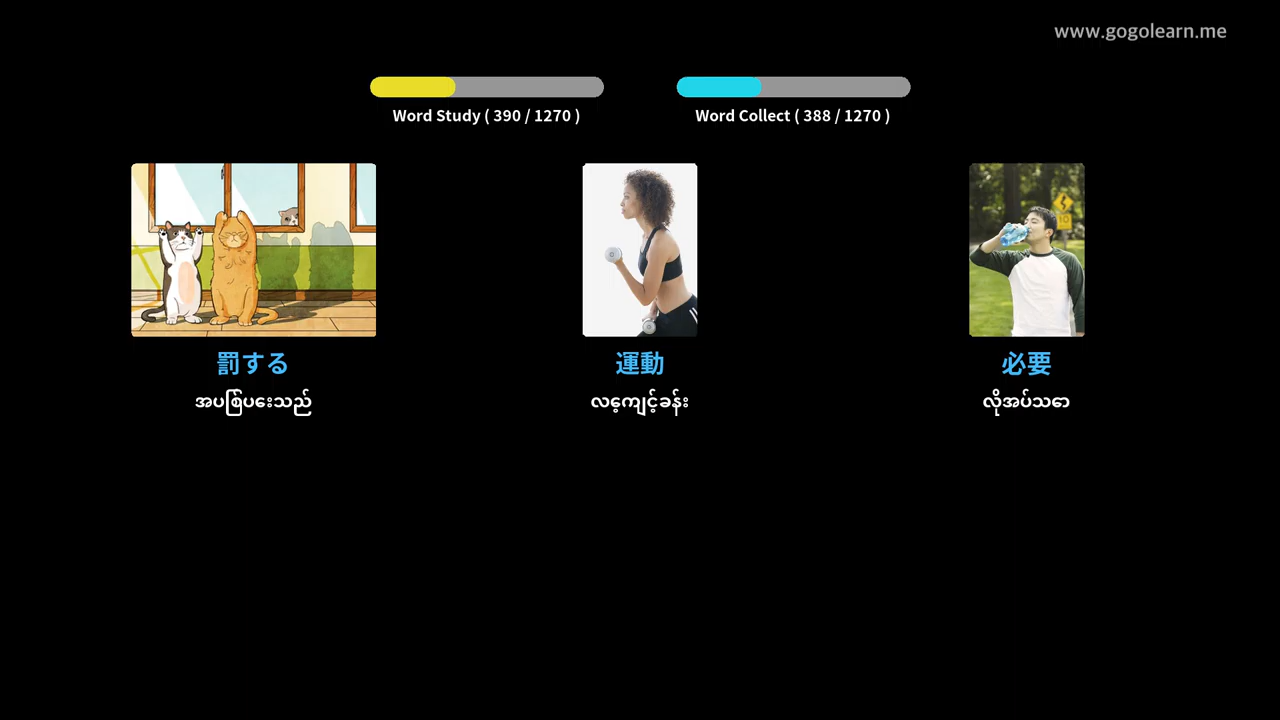 www.gogolearn.me
Word Study ( 390 / 1270 )
Word Collect ( 388 / 1270 )
罰する
運動
必要
အပစ်ြပးေသည်
လေ့ကျင့်ခန်း
လိုအပ်သော
10